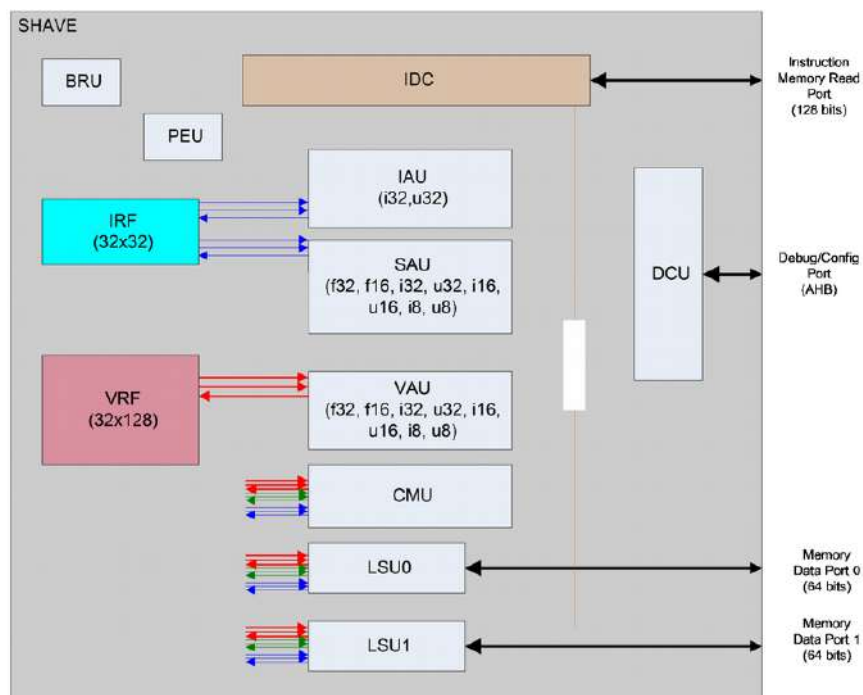 SHAVE
BRU
IDC
Instruction
Memory Read
Port
(128 bits)
PEU
IAU
(i32,u32)
IRF
(32x32)
SAU
(f32, f16, i32, u32, i16,
u16, i8, u8)
DCU
Debug/Config
Port
(AHB)
VRF
(32x128)
VAU
(f32, f16, i32, u32, i16,
u16, i8, u8)
CMU
LSU0
Memory
Data Port 0
(64 bits)
LSU1
Memory
Data Port 1
(64 bits)